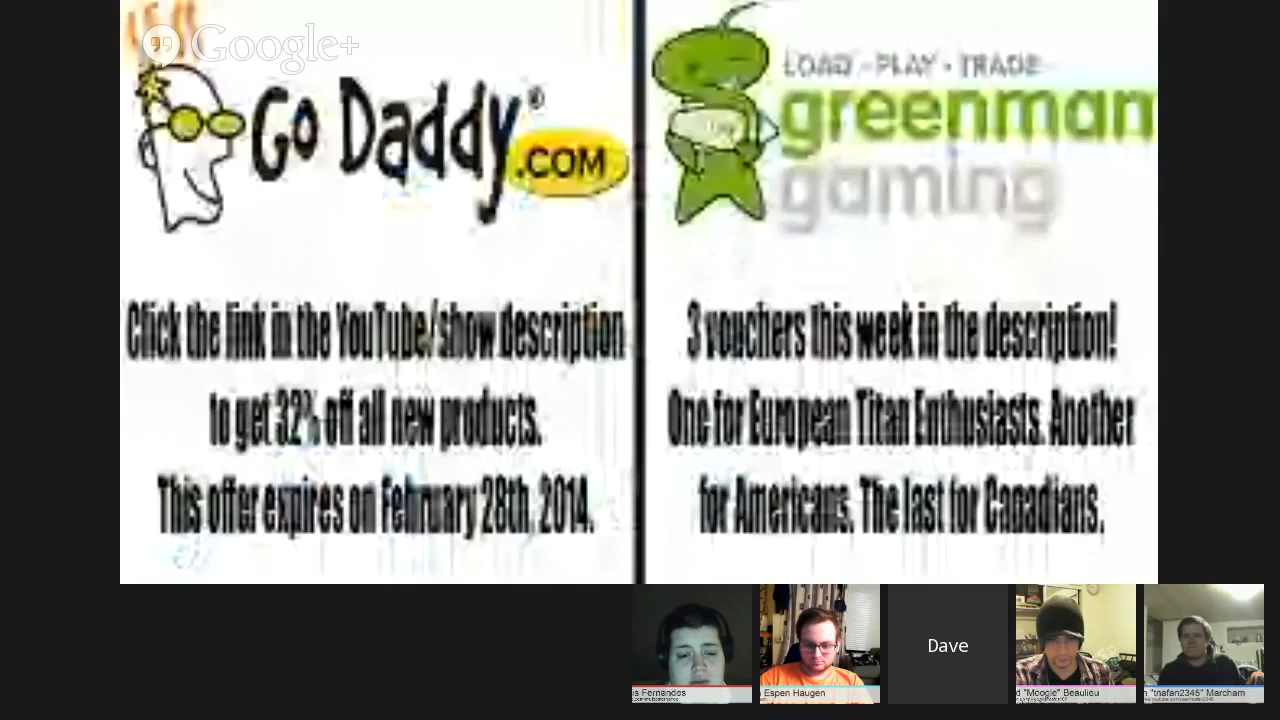 Google+
Go Daddy®
.COM
Click the link in the YouTube/show description
to get 32% off all new products.
This offer expires on February 28th, 2014.
LOAD - PLAY - TRADE
greenman
gaming
3 vouchers this week in the description!
One for European Titan Enthusiasts. Another
for Americans. The last for Canadians.
Dave
is Fernandos
Espen Haugen
d "Moogle" Beaulieu
"tnafan2345" Marcham